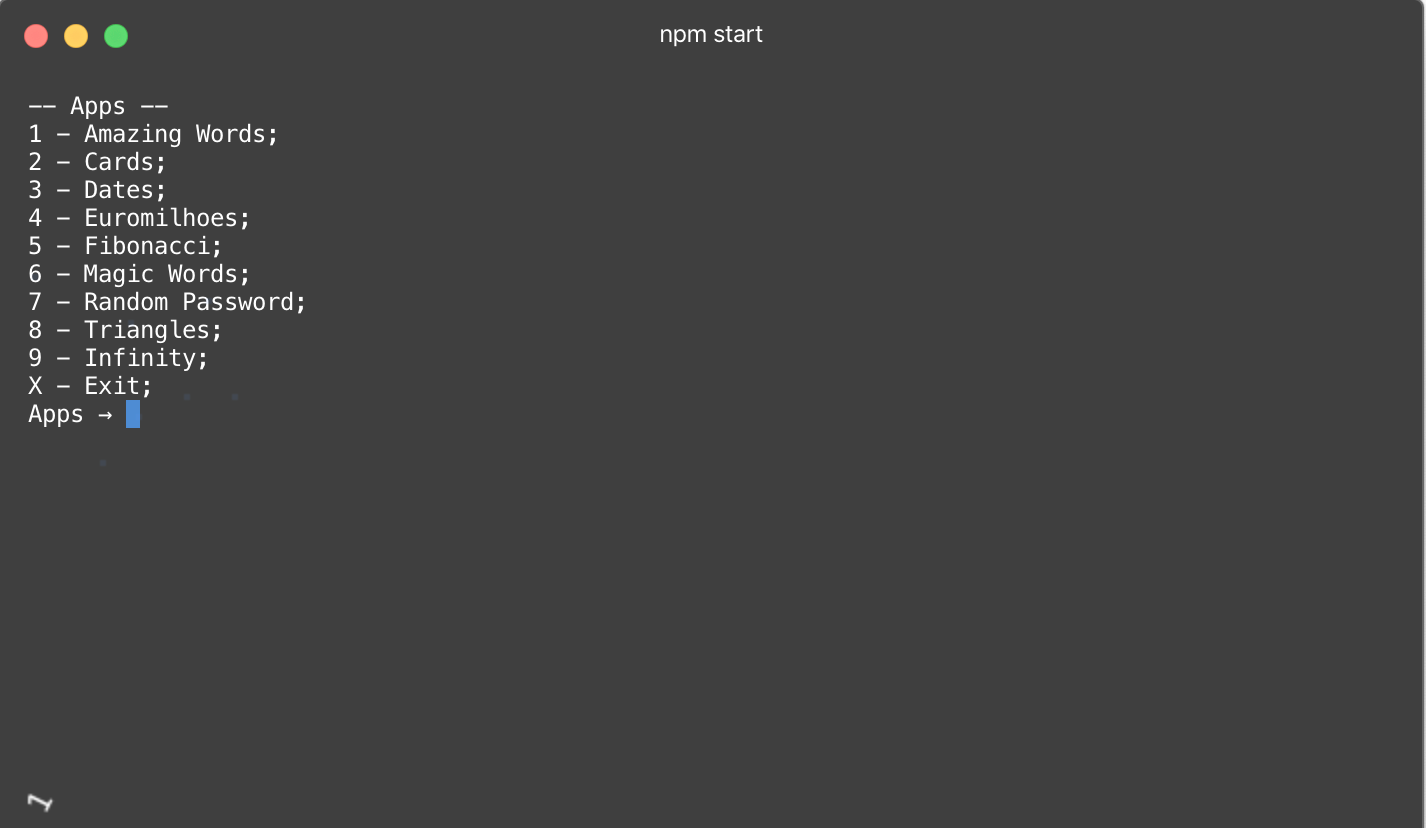 npm start
-- Apps --
1 - Amazing Words;
2 - Cards;
3 - Dates;
4 - Euromilhoes;
5 - Fibonacci;
6 - Magic Words;
7 - Random Password;
8 - Triangles;
9 - Infinity;
X - Exit;
Apps →
1